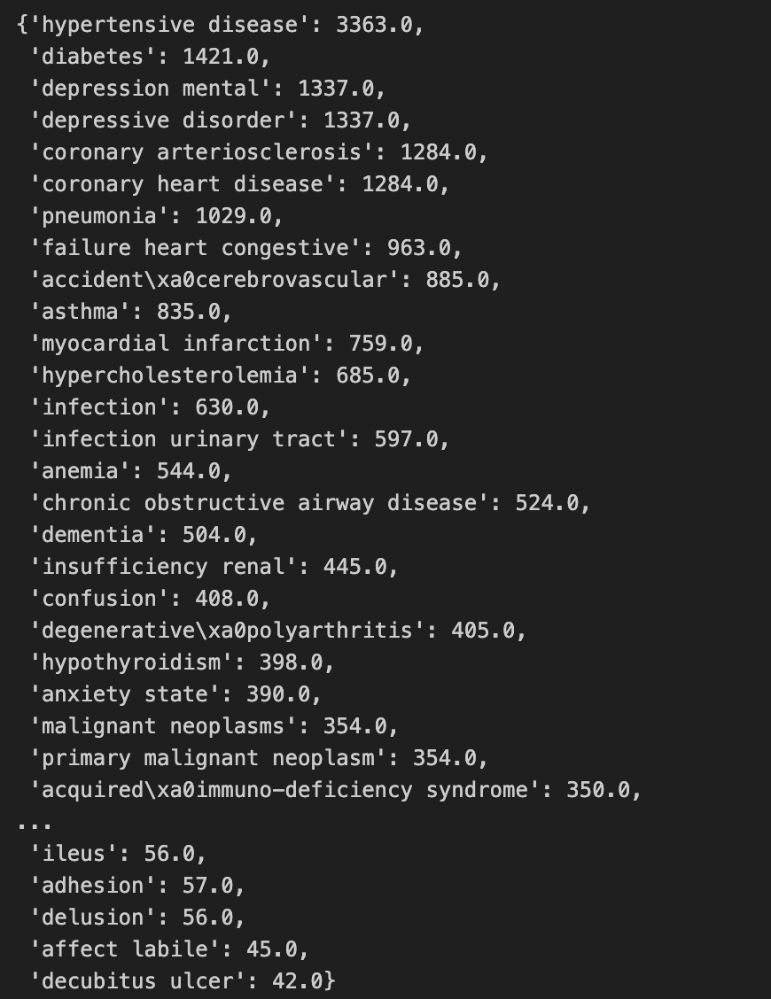 {'hypertensive disease': 3363.0,
 'diabetes': 1421.0,
 'depression mental': 1337.0,
 'depressive disorder': 1337.0,
 'coronary arteriosclerosis': 1284.0,
 'coronary heart disease': 1284.0,
 'pneumonia': 1029.0,
 'failure heart congestive': 963.0,
 'accident\xa0cerebrovascular': 885.0,
 'asthma': 835.0,
 'myocardial infarction': 759.0,
 'hypercholesterolemia': 685.0,
 'infection': 630.0,
 'infection urinary tract': 597.0,
 'anemia': 544.0,
 'chronic obstructive airway disease': 524.0,
 'dementia': 504.0,
 'insufficiency renal': 445.0,
 'confusion': 408.0,
 'degenerative\xa0polyarthritis': 405.0,
 'hypothyroidism': 398.0,
 'anxiety state': 390.0,
 'malignant neoplasms': 354.0,
 'primary malignant neoplasm': 354.0,
 'acquired\xa0immuno-deficiency syndrome': 350.0,
...
 'ileus': 56.0,
 'adhesion': 57.0,
 'delusion': 56.0,
 'affect labile': 45.0,
 'decubitus ulcer': 42.0}